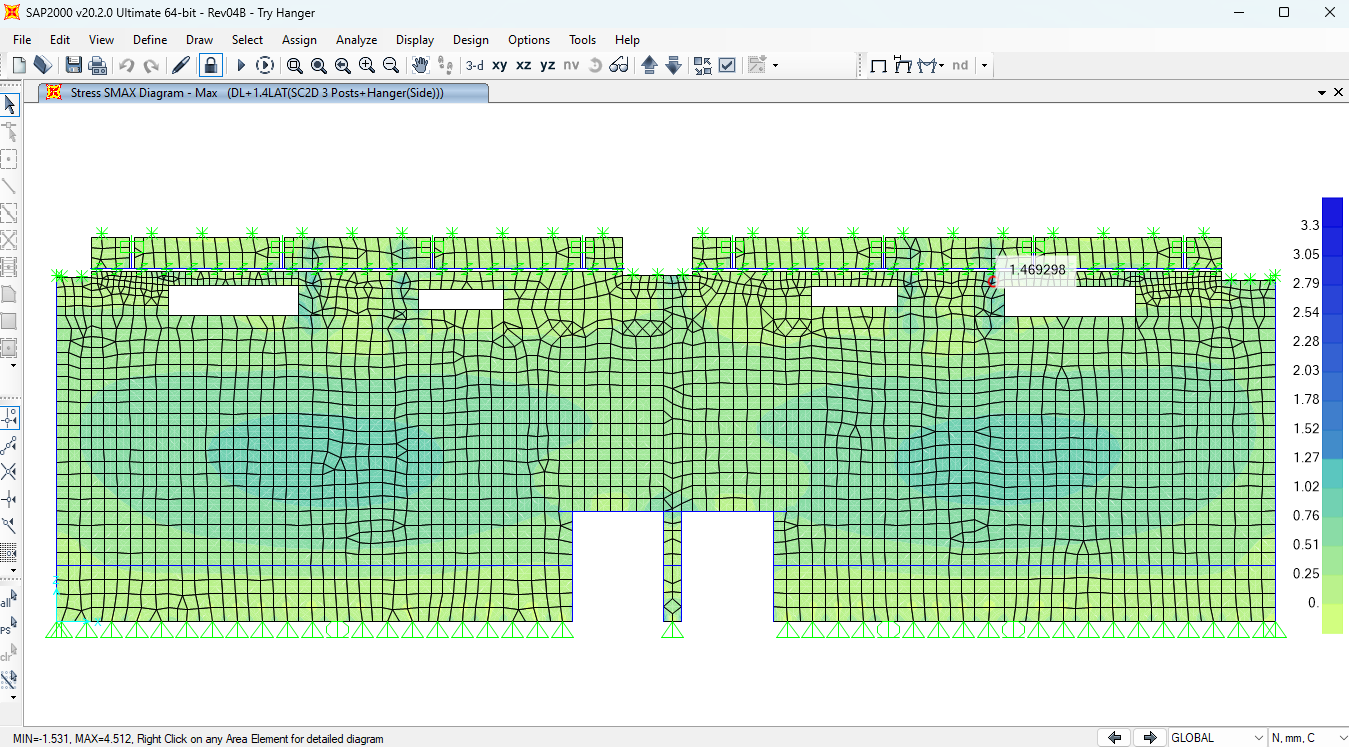 SAP2000 v20.2.0 Ultimate 64-bit - Rev04B - Try Hanger
File Edit View Define Draw Select Assign Analyze Display Design Options Tools Help
3-d xy xz yz nv nd
Stress SMAX Diagram - Max (DL+1.4LAT(SC2D 3 Posts+Hanger(Side)))
1.469298
3.3
3.05
2.79
2.54
2.28
2.03
1.78
1.52
1.27
1.02
0.76
0.51
0.25
0.
all
PS
clr
MIN=-1.531, MAX=4.512, Right Click on any Area Element for detailed diagram
GLOBAL
N, mm, C